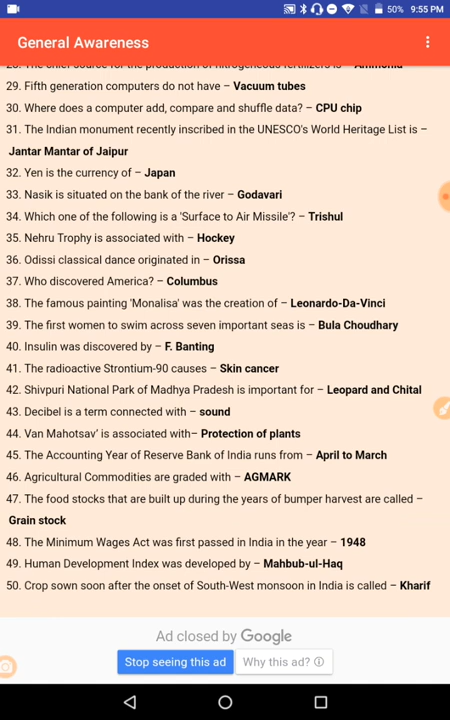 50% 9:55 PM
General Awareness
28. The chief source for the production of nitrogeneous fertilizers is – Ammonia
29. Fifth generation computers do not have – Vacuum tubes
30. Where does a computer add, compare and shuffle data? – CPU chip
31. The Indian monument recently inscribed in the UNESCO's World Heritage List is –
Jantar Mantar of Jaipur
32. Yen is the currency of – Japan
33. Nasik is situated on the bank of the river – Godavari
34. Which one of the following is a 'Surface to Air Missile'? – Trishul
35. Nehru Trophy is associated with – Hockey
36. Odissi classical dance originated in – Orissa
37. Who discovered America? – Columbus
38. The famous painting 'Monalisa' was the creation of – Leonardo-Da-Vinci
39. The first women to swim across seven important seas is – Bula Choudhary
40. Insulin was discovered by – F. Banting
41. The radioactive Strontium-90 causes – Skin cancer
42. Shivpuri National Park of Madhya Pradesh is important for – Leopard and Chital
43. Decibel is a term connected with – sound
44. Van Mahotsav' is associated with– Protection of plants
45. The Accounting Year of Reserve Bank of India runs from – April to March
46. Agricultural Commodities are graded with – AGMARK
47. The food stocks that are built up during the years of bumper harvest are called –
Grain stock
48. The Minimum Wages Act was first passed in India in the year – 1948
49. Human Development Index was developed by – Mahbub-ul-Haq
50. Crop sown soon after the onset of South-West monsoon in India is called – Kharif
Ad closed by Google
Stop seeing this ad Why this ad?